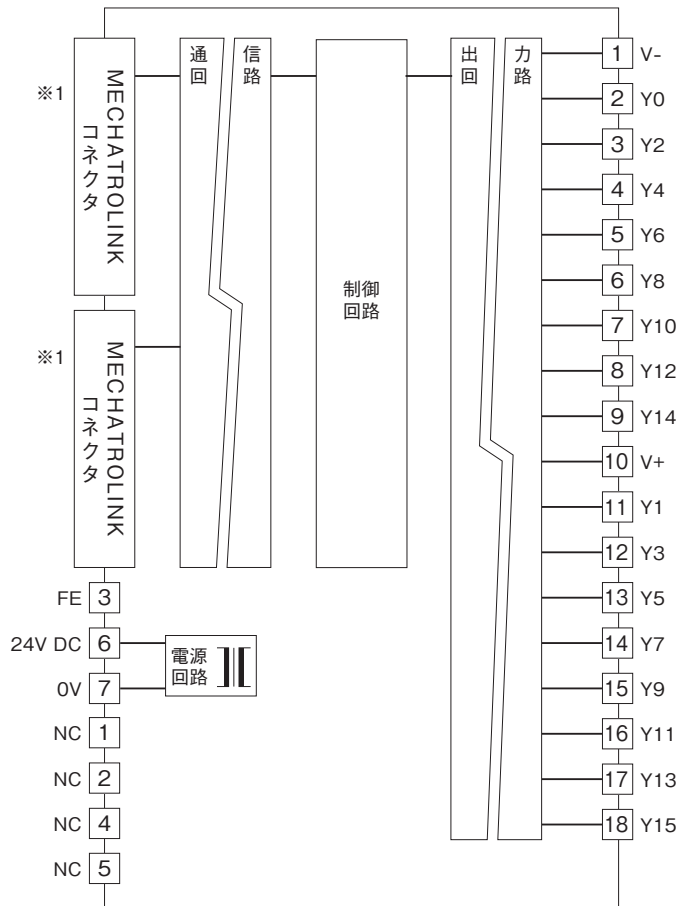 ※1
MECHATROLINK
コネクタ
※1
MECHATROLINK
コネクタ
通信
回路
制御
回路
出力
回路
FE 3
24V DC 6
0V 7
NC 1
NC 2
NC 4
NC 5
電源
回路
1 V-
2 Y0
3 Y2
4 Y4
5 Y6
6 Y8
7 Y10
8 Y12
9 Y14
10 V+
11 Y1
12 Y3
13 Y5
14 Y7
15 Y9
16 Y11
17 Y13
18 Y15